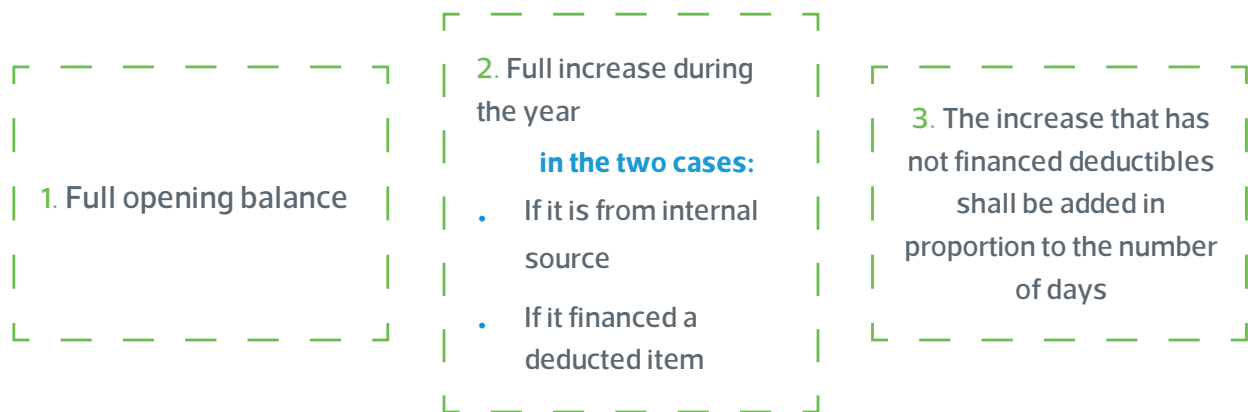 1. Full opening balance
2. Full increase during
the year
in the two cases:
• If it is from internal
source
• If it financed a
deducted item
3. The increase that has
not financed deductibles
shall be added in
proportion to the number
of days